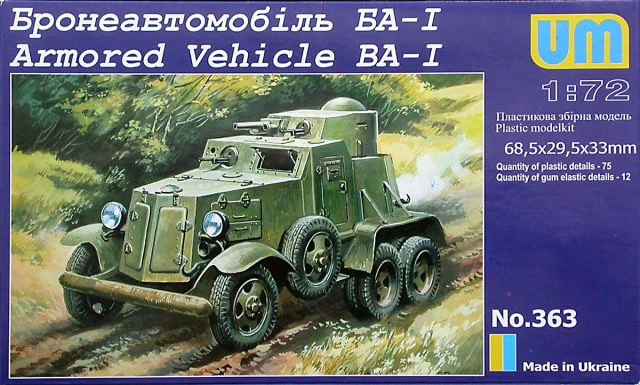 Бронеавтомобіль БА-І
Armored Vehicle BA-I
um
1:72
Пластикова збірна модель
Plastic modelkit
68,5x29,5x33mm
Quantity of plastic details - 75
Quantity of gum elastic details - 12
No.363
Made in Ukraine